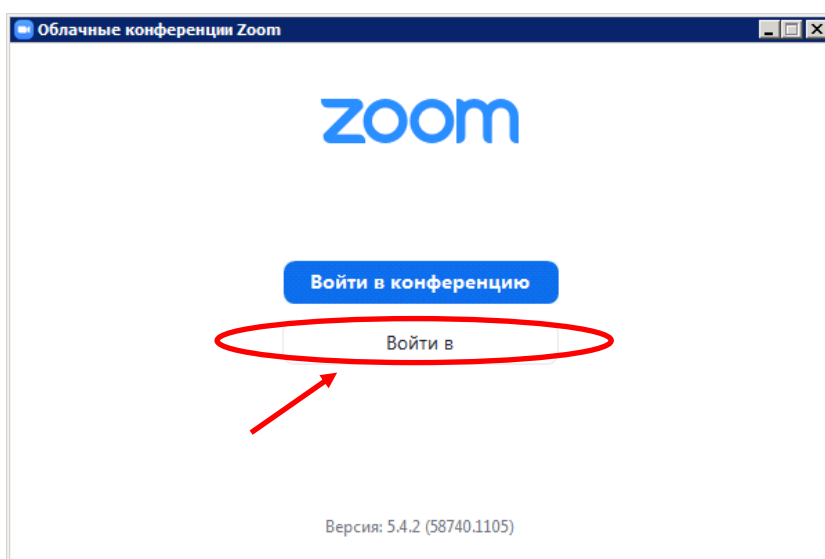 Облачные конференции Zoom
zoom
Войти в конференцию
Войти в
Версия: 5.4.2 (58740.1105)